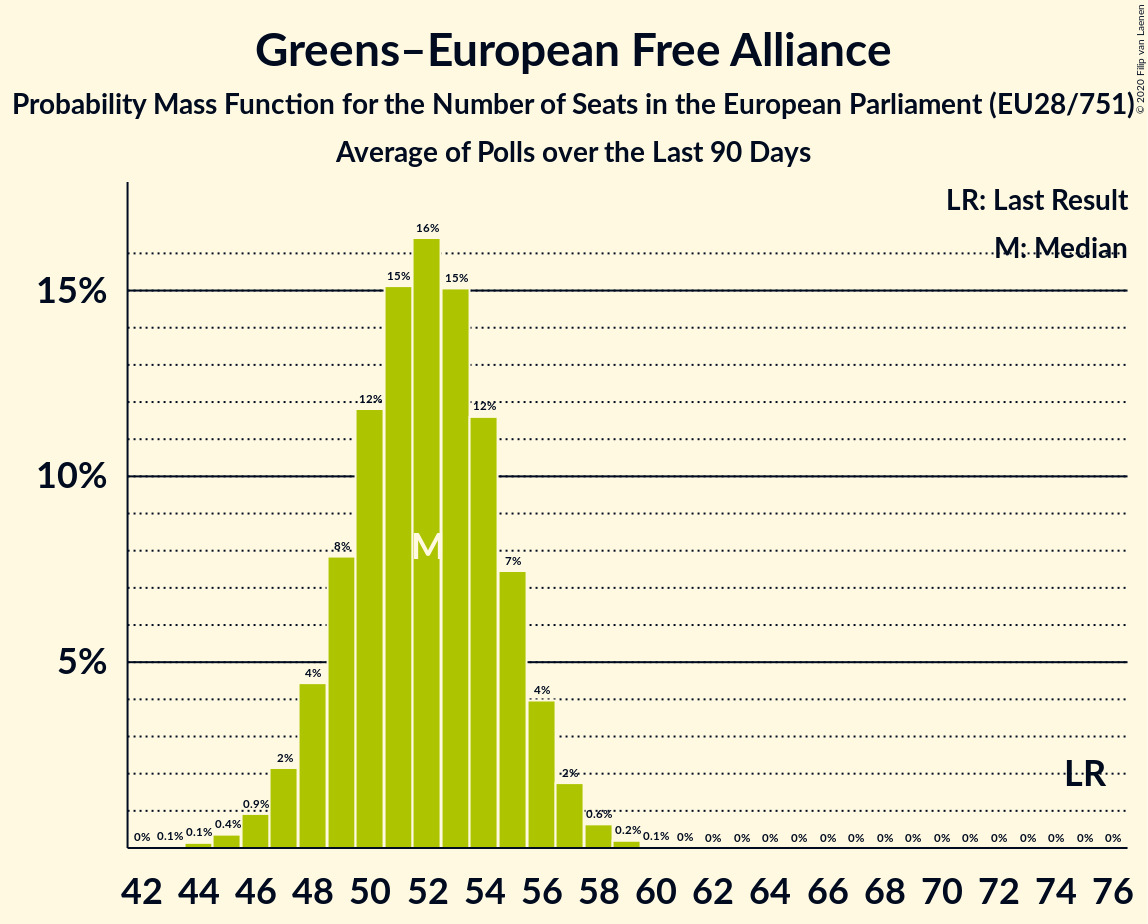 Greens–European Free Alliance
Probability Mass Function for the Number of Seats in the European Parliament (EU28/751)
Average of Polls over the Last 90 Days
© 2020 Filip van Laenen
LR: Last Result
M: Median
15%
10%
5%
0% 0.1% 0.1% 0.4% 0.9% 2% 4% 8% 12% 15% 16% 15% 12% 7% 4% 2% 0.6% 0.2% 0.1% 0% 0% 0% 0% 0% 0% 0% 0% 0% 0% 0% 0% 0% 0% 0% 0%
M
LR
42 44 46 48 50 52 54 56 58 60 62 64 66 68 70 72 74 76